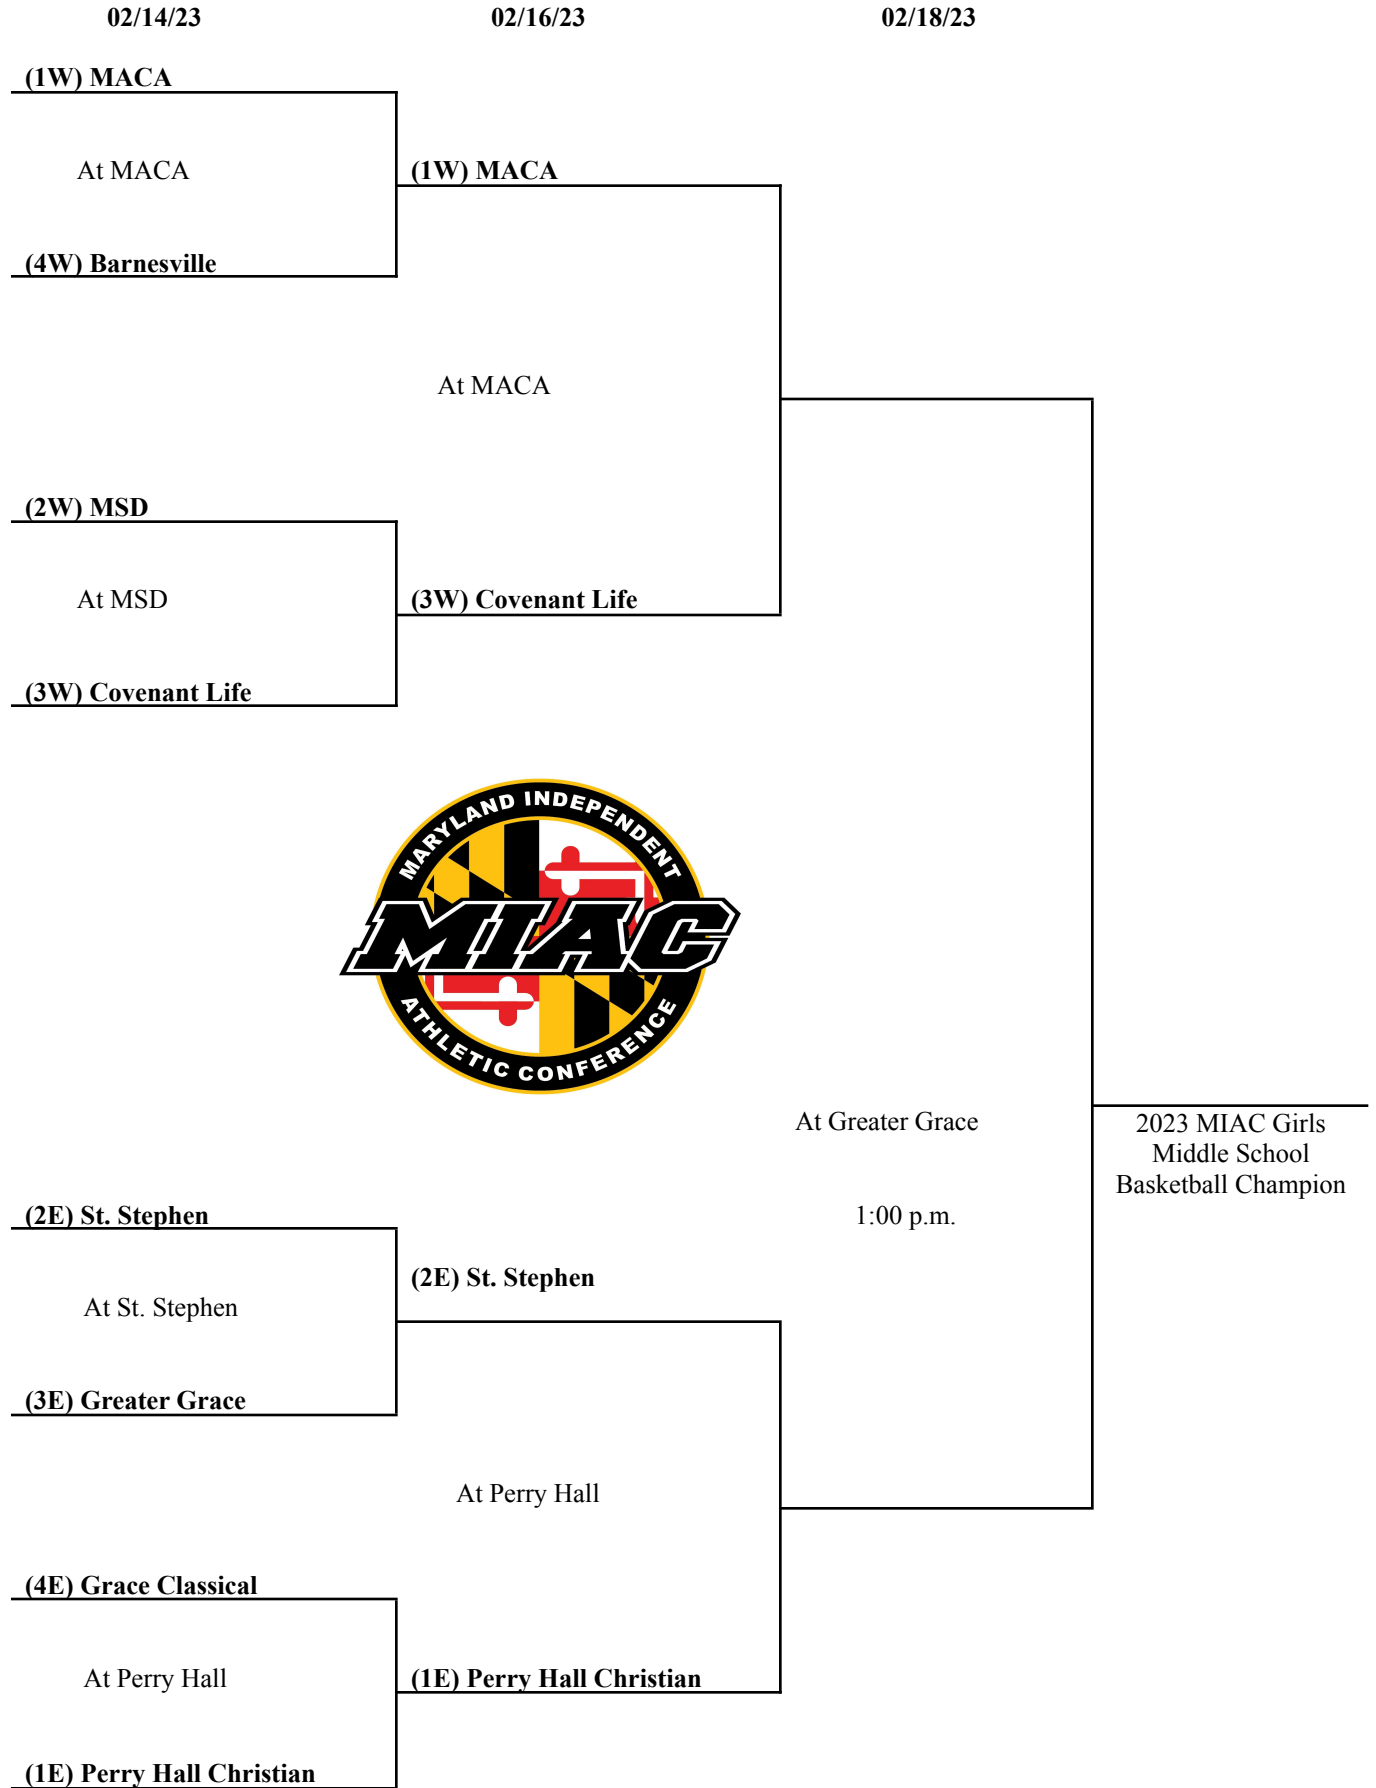 02/14/23 02/16/23 02/18/23
(1W) MACA
At MACA (1W) MACA
(4W) Barnesville
At MACA
(2W) MSD
At MSD (3W) Covenant Life
(3W) Covenant Life
MARYLAND INDEPENDENT
MIAC
ATHLETIC CONFERENCE
At Greater Grace
2023 MIAC Girls
Middle School
Basketball Champion
(2E) St. Stephen
1:00 p.m.
(2E) St. Stephen
At St. Stephen
(3E) Greater Grace
At Perry Hall
(4E) Grace Classical
At Perry Hall (1E) Perry Hall Christian
(1E) Perry Hall Christian